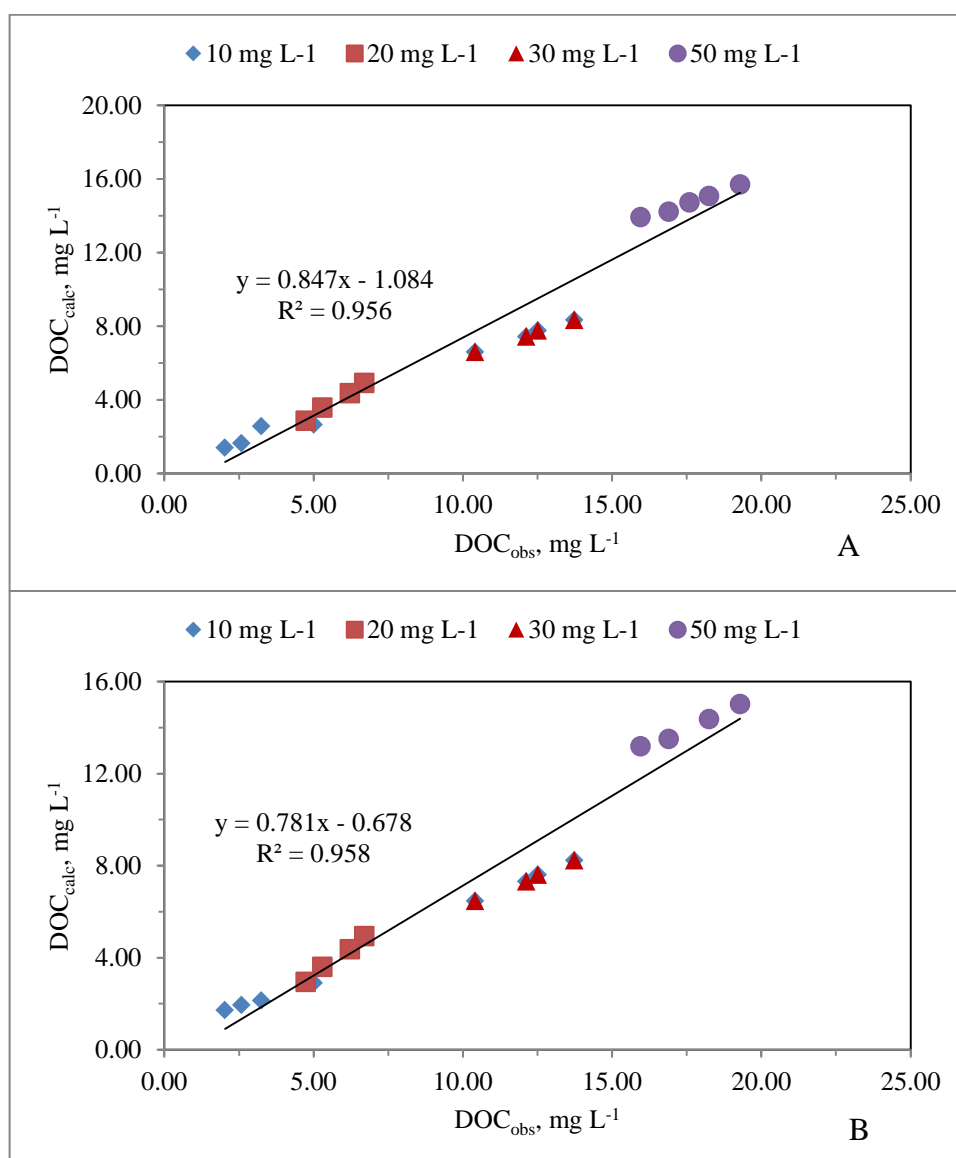 10 mg L-1 20 mg L-1 30 mg L-1 50 mg L-1
20.00
16.00
12.00
8.00
4.00
0.00
DOCcalc, mg L-1
y = 0.847x - 1.084
R² = 0.956
0.00 5.00 10.00 15.00 20.00 25.00
DOCobs, mg L-1
A
10 mg L-1 20 mg L-1 30 mg L-1 50 mg L-1
16.00
12.00
8.00
4.00
0.00
DOCcalc, mg L-1
y = 0.781x - 0.678
R² = 0.958
0.00 5.00 10.00 15.00 20.00 25.00
DOCobs, mg L-1
B